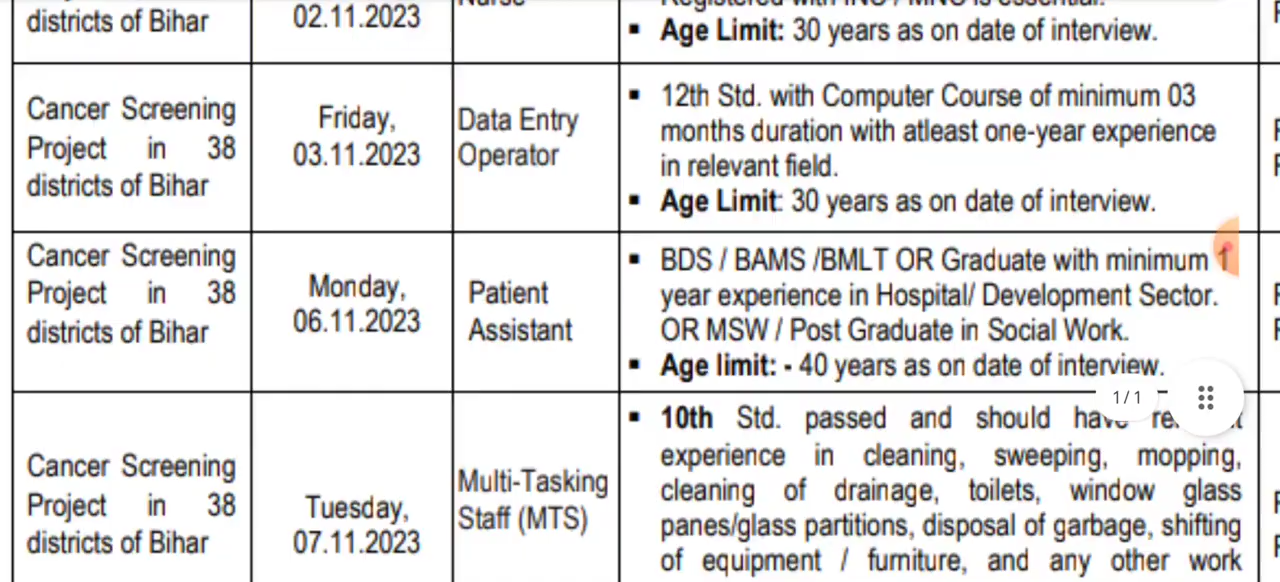 districts of Bihar
02.11.2023
Age Limit: 30 years as on date of interview.
Cancer Screening
Project in 38
districts of Bihar
Friday,
03.11.2023
Data Entry
Operator
12th Std. with Computer Course of minimum 03
months duration with atleast one-year experience
in relevant field.
Age Limit: 30 years as on date of interview.
Cancer Screening
Project in 38
districts of Bihar
Monday,
06.11.2023
Patient
Assistant
BDS / BAMS /BMLT OR Graduate with minimum 1
year experience in Hospital/ Development Sector.
OR MSW / Post Graduate in Social Work.
Age limit: - 40 years as on date of interview.
1/1
Cancer Screening
Project in 38
districts of Bihar
Tuesday,
07.11.2023
Multi-Tasking
Staff (MTS)
10th Std. passed and should have
experience in cleaning, sweeping, mopping,
cleaning of drainage, toilets, window glass
panes/glass partitions, disposal of garbage, shifting
of equipment / furniture, and any other work